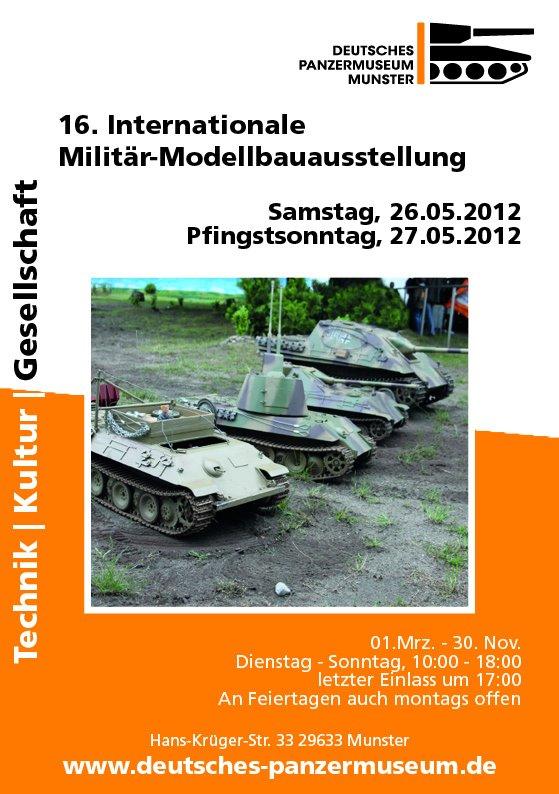 DEUTSCHES
PANZERMUSEUM
MUNSTER
16. Internationale
Militär-Modellbauausstellung
Samstag, 26.05.2012
Pfingstsonntag, 27.05.2012
Technik | Kultur | Gesellschaft
01.Mrz. - 30. Nov.
Dienstag - Sonntag, 10:00 - 18:00
letzter Einlass um 17:00
An Feiertagen auch montags offen
Hans-Krüger-Str. 33 29633 Munster
www.deutsches-panzermuseum.de